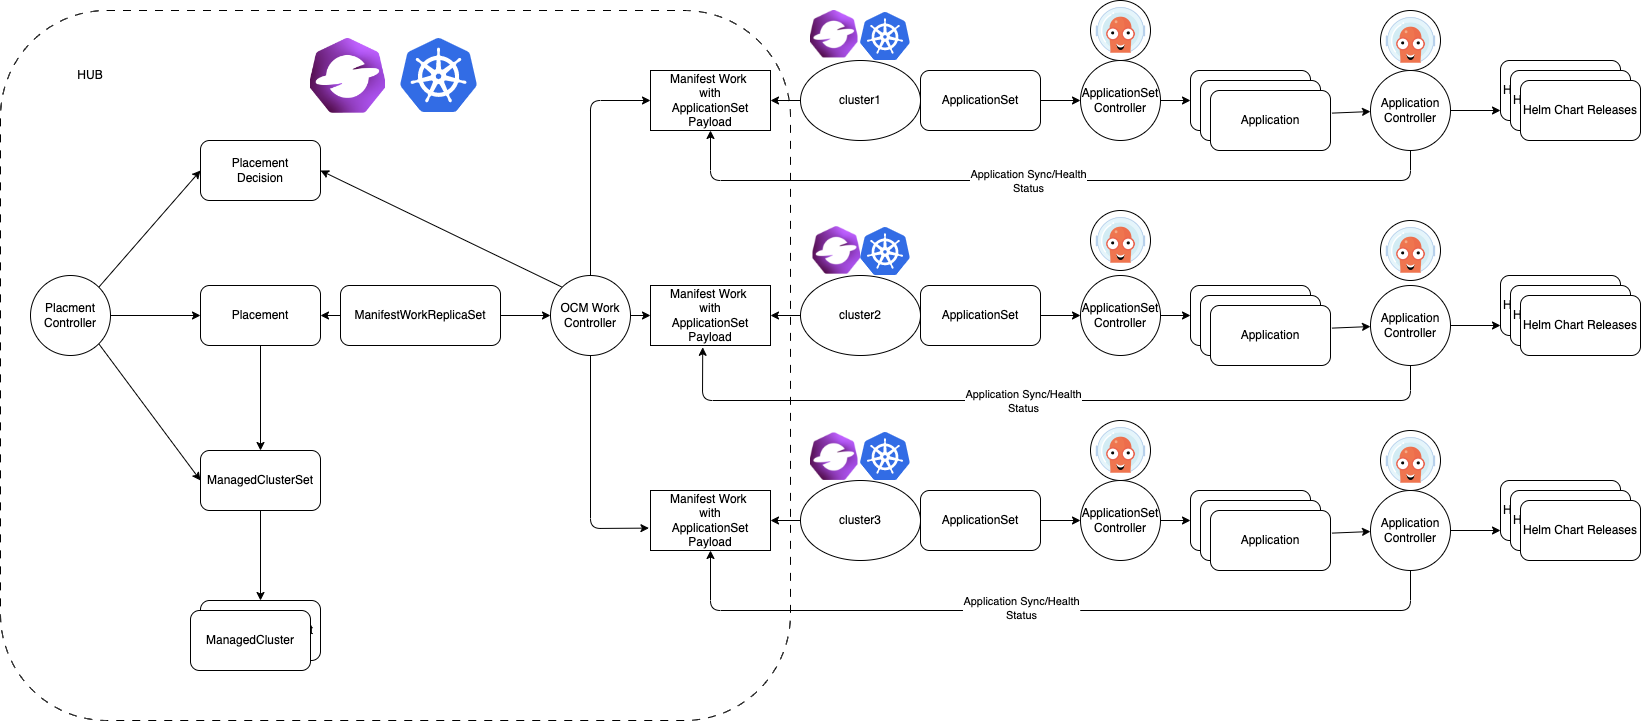 HUB
Placement
Decision
Placment
Controller
Placement
ManifestWorkReplicaSet
OCM Work
Controller
ManagedClusterSet
t
ManagedCluster
Manifest Work
with
ApplicationSet
Payload
cluster1
ApplicationSet
ApplicationSet
Controller
Application
Application
Controller
H
H
Helm Chart Releases
Application Sync/Health
Status
Manifest Work
with
ApplicationSet
Payload
cluster2
ApplicationSet
ApplicationSet
Controller
Application
Application
Controller
H
H
Helm Chart Releases
Application Sync/Health
Status
Manifest Work
with
ApplicationSet
Payload
cluster3
ApplicationSet
ApplicationSet
Controller
Application
Application
Controller
H
H
Helm Chart Releases
Application Sync/Health
Status